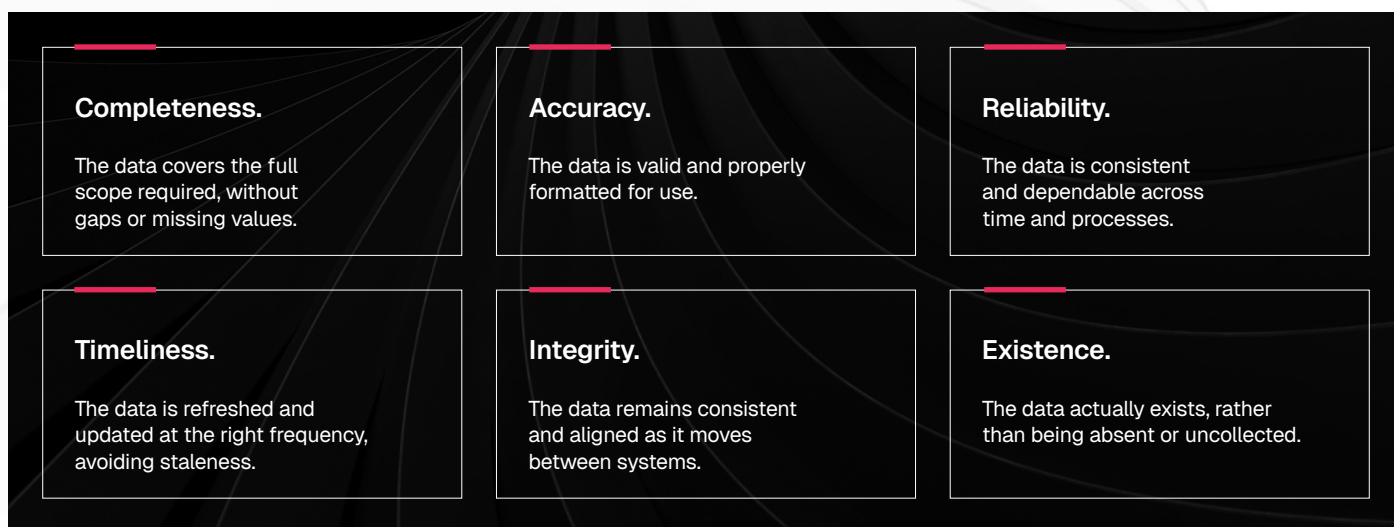 Completeness.
The data covers the full
scope required, without
gaps or missing values.
Accuracy.
The data is valid and properly
formatted for use.
Reliability.
The data is consistent
and dependable across
time and processes.
Timeliness.
The data is refreshed and
updated at the right frequency,
avoiding staleness.
Integrity.
The data remains consistent
and aligned as it moves
between systems.
Existence.
The data actually exists, rather
than being absent or uncollected.